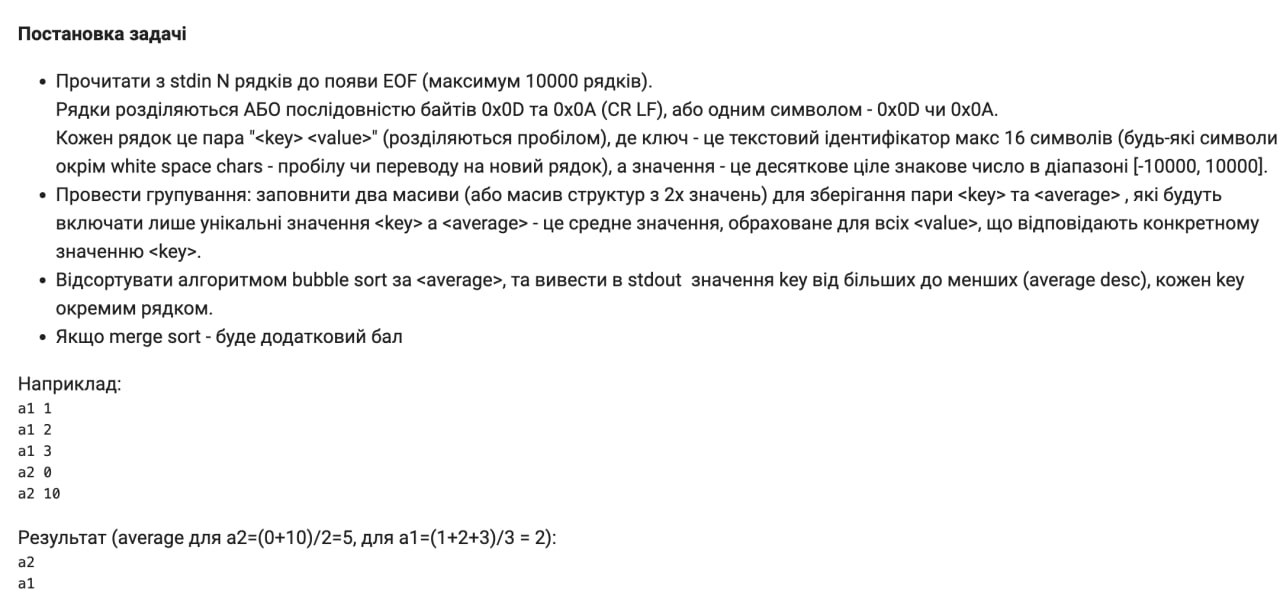 Постановка задачі
• Прочитати з stdin N рядків до появи EOF (максимум 10000 рядків).
Рядки розділяються АБО послідовністю байтів 0x0D та 0x0A (CR LF), або одним символом - 0x0D чи 0x0A.
Кожен рядок це пара "<key> <value>" (розділяються пробілом), де ключ - це текстовий ідентифікатор макс 16 символів (будь-які символи
окрім white space chars - пробілу чи переводу на новий рядок), а значення - це десяткове ціле знакове число в діапазоні [-10000, 10000].
• Провести групування: заповнити два масиви (або масив структур з 2х значень) для зберігання пари <key> та <average> , які будуть
включати лише унікальні значення <key> а <average> - це средне значення, обраховане для всіх <value>, що відповідають конкретному
значенню <key>.
• Відсортувати алгоритмом bubble sort за <average>, та вивести в stdout  значення key від більших до менших (average desc), кожен key
окремим рядком.
• Якщо merge sort - буде додатковий бал
Наприклад:
a1 1
a1 2
a1 3
a2 0
a2 10
Результат (average для a2=(0+10)/2=5, для a1=(1+2+3)/3 = 2):
a2
a1